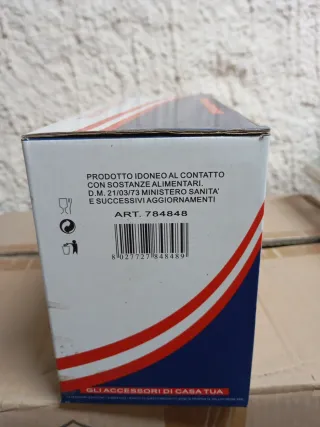 PRODOTTO IDONEO AL CONTATTO
CON SOSTANZE ALIMENTARI.
D.M. 21/03/73 MINISTERO SANITA'
E SUCCESSIVI AGGIORNAMENTI
ART. 784848
8 027727 848489
GLI ACCESSORI DI CASA TUA